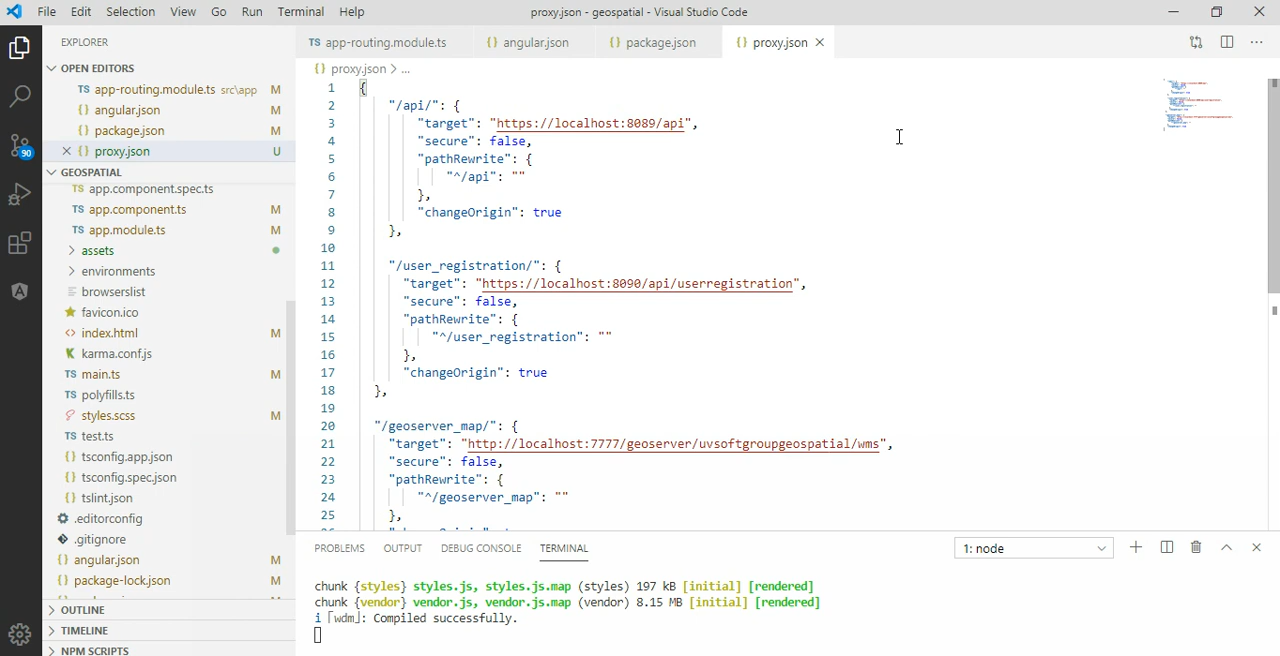 File Edit Selection View Go Run Terminal Help
proxy.json - geospatial - Visual Studio Code
EXPLORER
OPEN EDITORS
TS app-routing.module.ts src\app M
{} angular.json M
{} package.json M
{} proxy.json U
GEOSPATIAL
TS app.component.spec.ts
TS app.component.ts M
TS app.module.ts M
assets
environments
browserslist
favicon.ico
<> index.html M
K karma.conf.js
TS main.ts M
TS polyfills.ts
styles.scss M
TS test.ts
{} tsconfig.app.json
{} tsconfig.spec.json
{} tslint.json
.editorconfig
.gitignore
{} angular.json M
{} package-lock.json M
OUTLINE
TIMELINE
NPM SCRIPTS
90
TS app-routing.module.ts {} angular.json {} package.json {} proxy.json
{} proxy.json > ...
1 {
2 "/api/": {
3 "target": "https://localhost:8089/api",
4 "secure": false,
5 "pathRewrite": {
6 "^/api": ""
7 },
8 "changeOrigin": true
9 },
10
11 "/user_registration/": {
12 "target": "https://localhost:8090/api/userregistration",
13 "secure": false,
14 "pathRewrite": {
15 "^/user_registration": ""
16 },
17 "changeOrigin": true
18 },
19
20 "/geoserver_map/": {
21 "target": "http://localhost:7777/geoserver/uvsoftgroupgeospatial/wms",
22 "secure": false,
23 "pathRewrite": {
24 "^/geoserver_map": ""
25 },
PROBLEMS OUTPUT DEBUG CONSOLE TERMINAL
1: node
chunk {styles} styles.js, styles.js.map (styles) 197 kB [initial] [rendered]
chunk {vendor} vendor.js, vendor.js.map (vendor) 8.15 MB [initial] [rendered]
i ｢wdm｣: Compiled successfully.